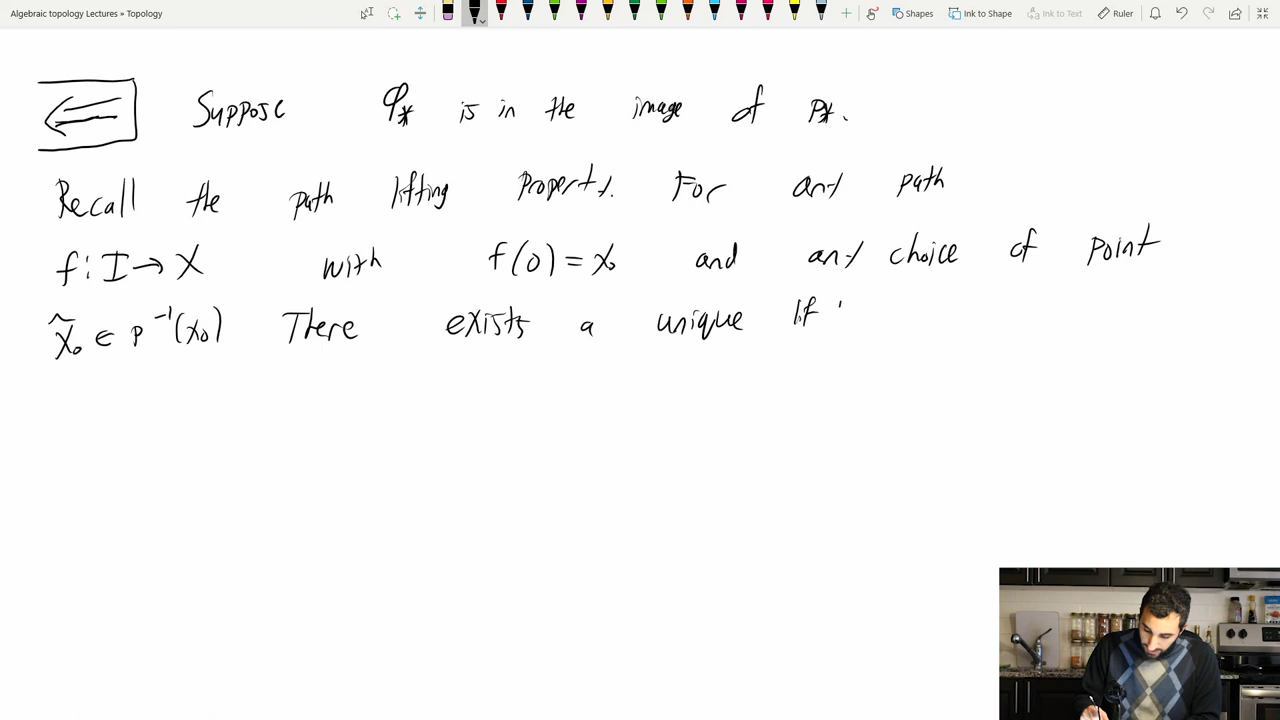 Algebraic topology Lectures » Topology
Shapes
Ink to Shape
Ink to Text
Ruler
⇐ Suppose φ* is in the image of p*.
Recall the path lifting property. For any path
f: I → X with f(0) = x₀ and any choice of point
x̃₀ ∈ p⁻¹(x₀) There exists a unique lif